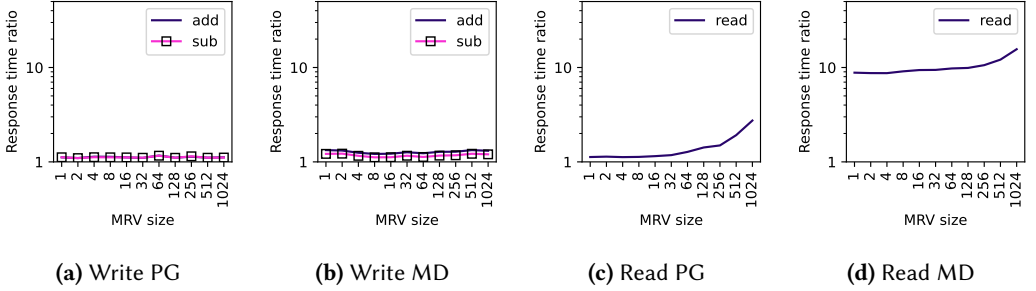 Response time ratio
10
1
add
sub
1
2
4
8
16
32
64
128
256
512
1024
MRV size
(a) Write PG
Response time ratio
10
1
add
sub
1
2
4
8
16
32
64
128
256
512
1024
MRV size
(b) Write MD
Response time ratio
10
1
read
1
2
4
8
16
32
64
128
256
512
1024
MRV size
(c) Read PG
Response time ratio
10
1
read
1
2
4
8
16
32
64
128
256
512
1024
MRV size
(d) Read MD